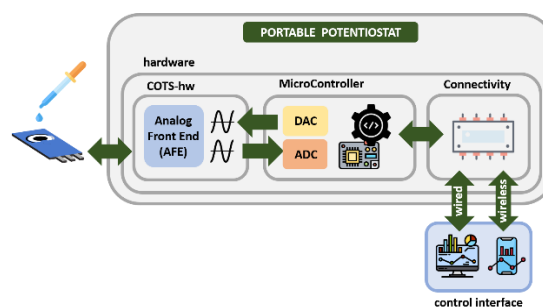 PORTABLE POTENTIOSTAT
hardware
COTS-hw
MicroController
Connectivity
Analog
Front End
(AFE)
DAC
ADC
</>
wired
wireless
control interface